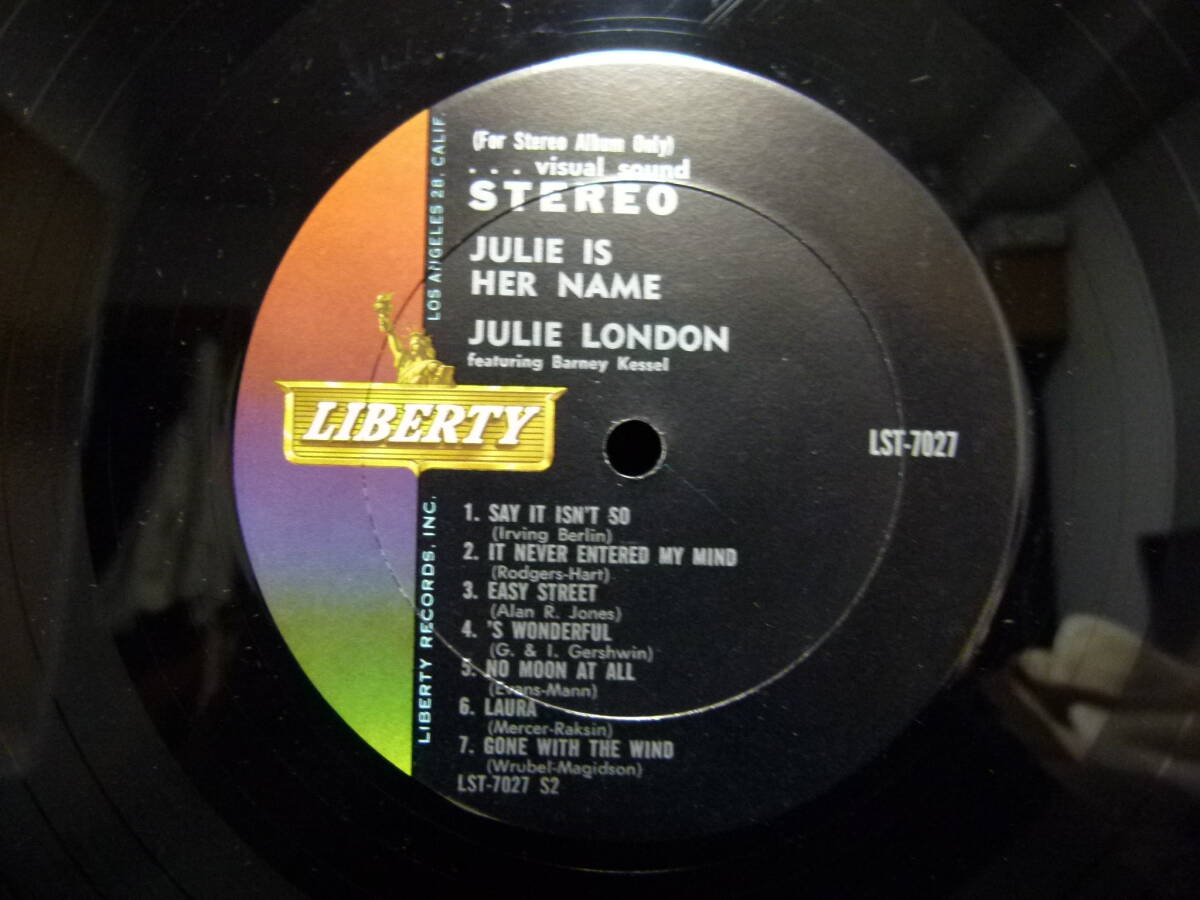 (For Stereo Album Only)
. . . visual sound
STEREO
JULIE IS
HER NAME
JULIE LONDON
featuring Barney Kessel
LOS ANGELES 28, CALIF.
LIBERTY
LIBERTY RECORDS, INC.
LST-7027
1. SAY IT ISN'T SO
(Irving Berlin)
2. IT NEVER ENTERED MY MIND
(Rodgers-Hart)
3. EASY STREET
(Alan R. Jones)
4. 'S WONDERFUL
(G. & I. Gershwin)
5. NO MOON AT ALL
(Evans-Mann)
6. LAURA
(Mercer-Raksin)
7. GONE WITH THE WIND
(Wrubel-Magidson)
LST-7027 S2